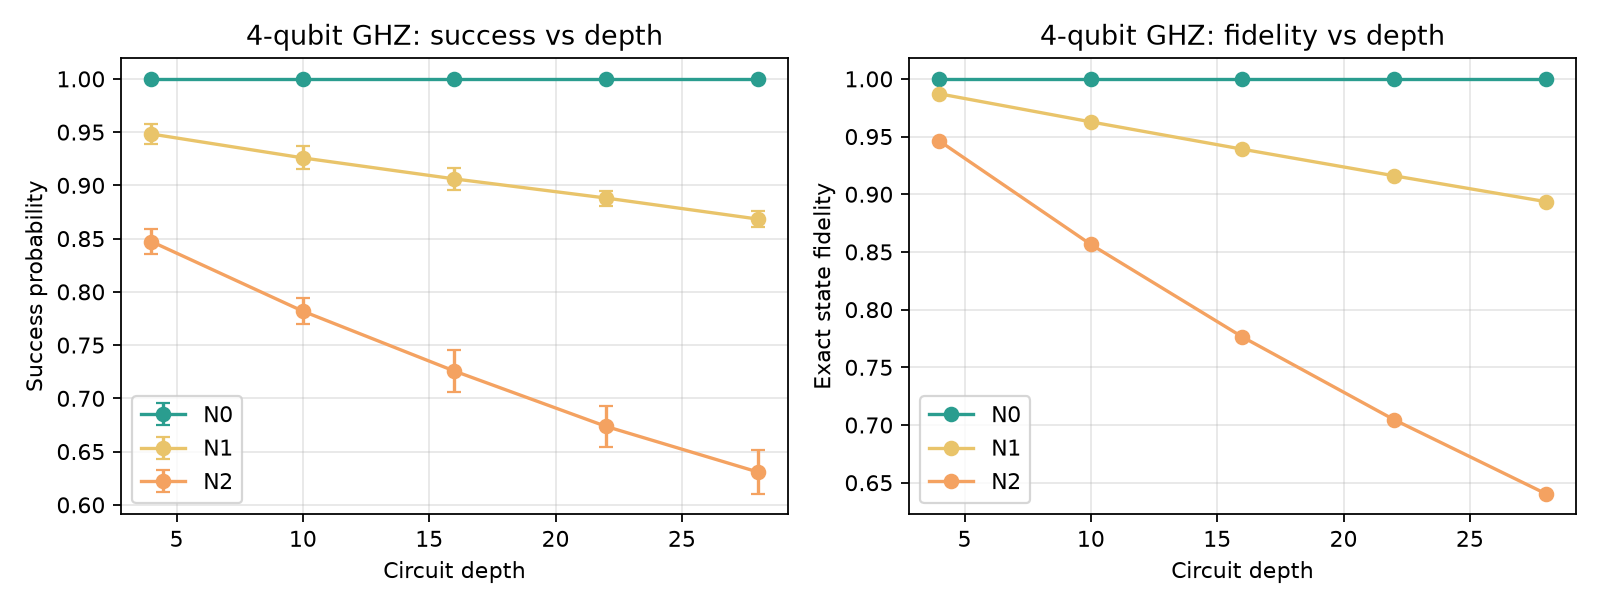 4-qubit GHZ: success vs depth
Success probability
1.00
0.95
0.90
0.85
0.80
0.75
0.70
0.65
0.60
N0
N1
N2
5 10 15 20 25
Circuit depth
4-qubit GHZ: fidelity vs depth
Exact state fidelity
1.00
0.95
0.90
0.85
0.80
0.75
0.70
0.65
N0
N1
N2
5 10 15 20 25
Circuit depth